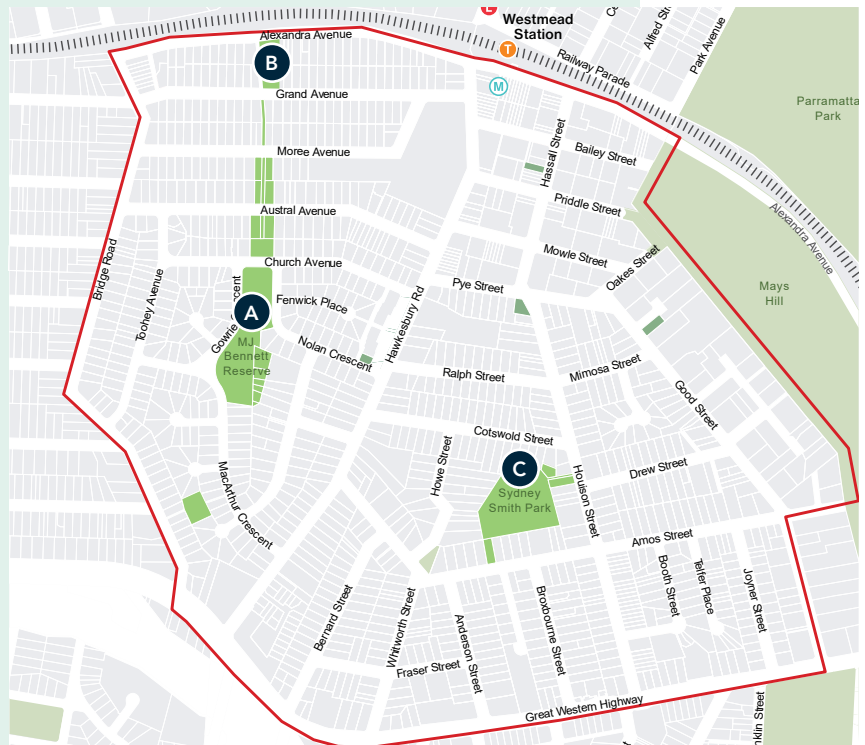 L
Westmead
Station
T
M
Alfred Str
Park Avenue
Railway Parade
Parramatta
Park
Alexandra Avenue
B
Grand Avenue
Moree Avenue
Austral Avenue
Church Avenue
Hassall Street
Bailey Street
Priddle Street
Mowle Street
Oakes Street
Alexandra Avenue
Mays
Hill
Bridge Road
Toohey Avenue
Gowrie Crescent
A
MJ
Bennett
Reserve
Fenwick Place
Nolan Crescent
Hawkesbury Rd
Pye Street
Ralph Street
Mimosa Street
Good Street
Cotswold Street
Howe Street
C
Sydney
Smith Park
Houison Street
Drew Street
Amos Street
MacArthur Crescent
Bernard Street
Whitworth Street
Fraser Street
Anderson Street
Broxbourne Street
Booth Street
Telfer Place
Joyner Street
Great Western Highway
nklin Street